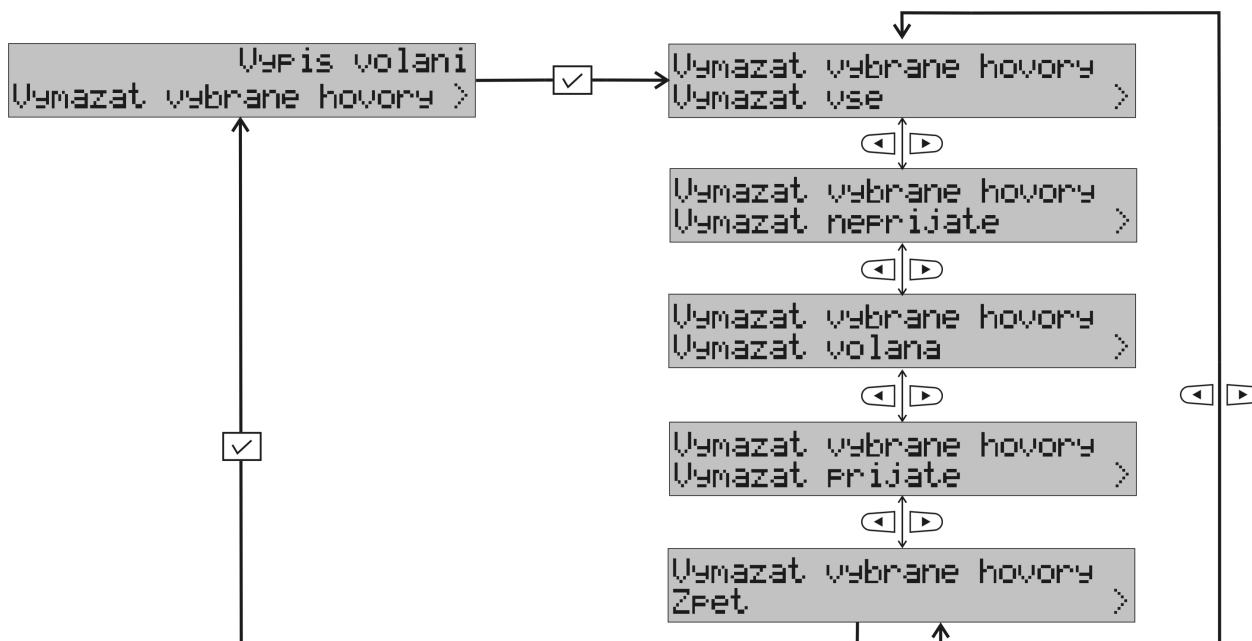 Vypis volani
Vymazat vybrane hovory >
Vymazat vybrane hovory
Vymazat vse >
Vymazat vybrane hovory
Vymazat neprijate >
Vymazat vybrane hovory
Vymazat volana >
Vymazat vybrane hovory
Vymazat prijate >
Vymazat vybrane hovory
Zpet >